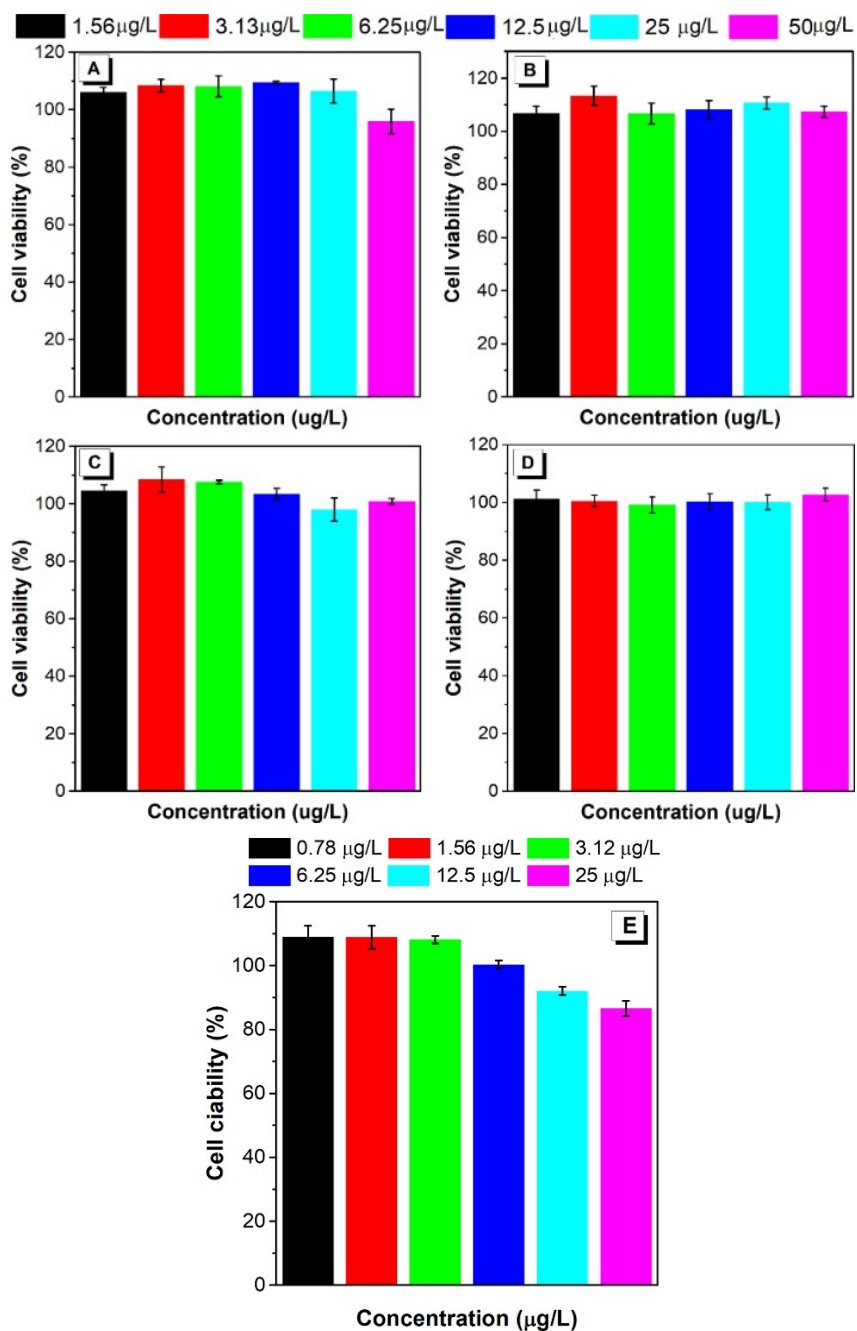 1.56μg/L 3.13μg/L 6.25μg/L 12.5μg/L 25 μg/L 50μg/L
A
120
100
80
60
40
20
0
Cell viability (%)
Concentration (ug/L)
B
120
100
80
60
40
20
0
Cell viability (%)
Concentration (ug/L)
C
120
100
80
60
40
20
0
Cell viability (%)
Concentration (ug/L)
D
120
100
80
60
40
20
0
Cell viability (%)
Concentration (ug/L)
0.78 μg/L 1.56 μg/L 3.12 μg/L
6.25 μg/L 12.5 μg/L 25 μg/L
E
120
100
80
60
40
20
0
Cell ciability (%)
Concentration (μg/L)